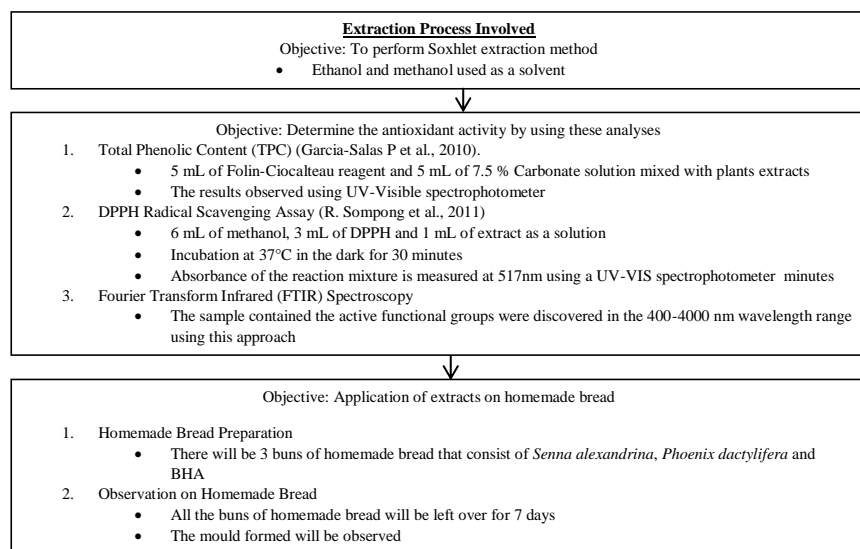 Extraction Process Involved
Objective: To perform Soxhlet extraction method
• Ethanol and methanol used as a solvent
Objective: Determine the antioxidant activity by using these analyses
1. Total Phenolic Content (TPC) (Garcia-Salas P et al., 2010).
• 5 mL of Folin-Ciocalteau reagent and 5 mL of 7.5 % Carbonate solution mixed with plants extracts
• The results observed using UV-Visible spectrophotometer
2. DPPH Radical Scavenging Assay (R. Sompong et al., 2011)
• 6 mL of methanol, 3 mL of DPPH and 1 mL of extract as a solution
• Incubation at 37°C in the dark for 30 minutes
• Absorbance of the reaction mixture is measured at 517nm using a UV-VIS spectrophotometer minutes
3. Fourier Transform Infrared (FTIR) Spectroscopy
• The sample contained the active functional groups were discovered in the 400-4000 nm wavelength range
using this approach
Objective: Application of extracts on homemade bread
1. Homemade Bread Preparation
• There will be 3 buns of homemade bread that consist of Senna alexandrina, Phoenix dactylifera and
BHA
2. Observation on Homemade Bread
• All the buns of homemade bread will be left over for 7 days
• The mould formed will be observed